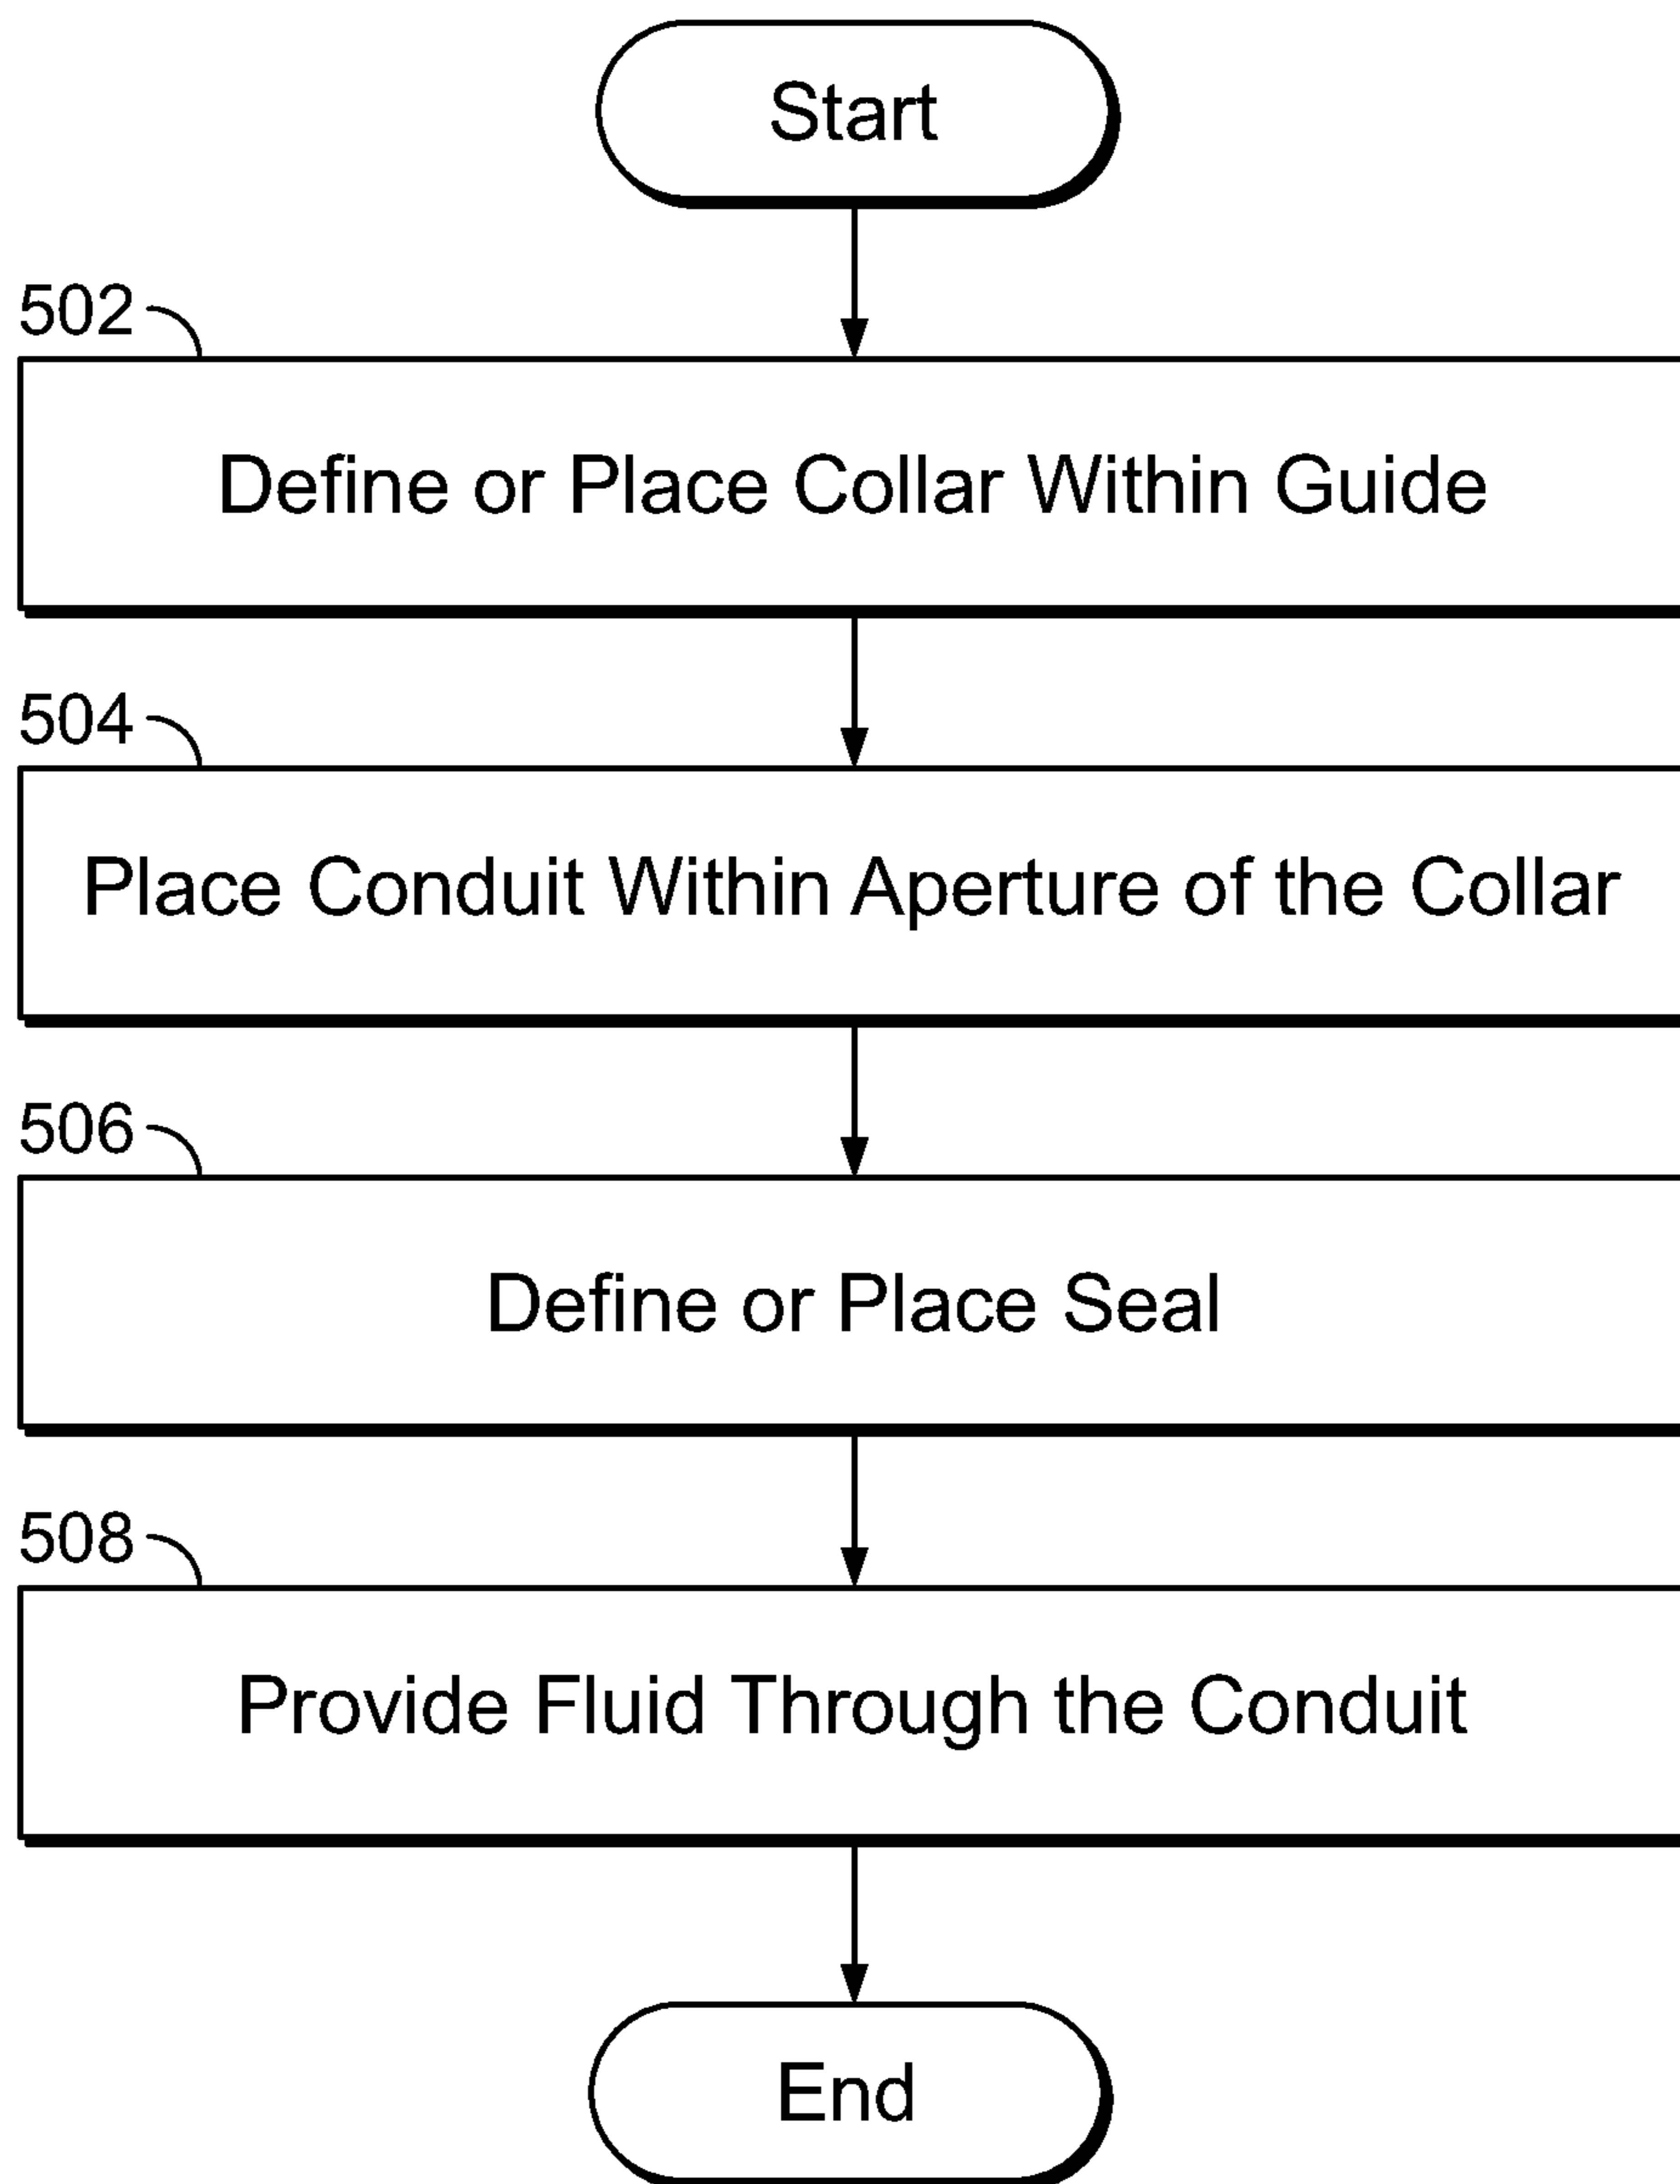 Start
502
Define or Place Collar Within Guide
504
Place Conduit Within Aperture of the Collar
506
Define or Place Seal
508
Provide Fluid Through the Conduit
End